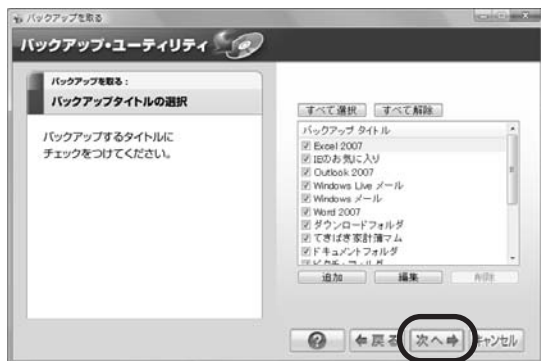 バックアップを取る
バックアップ・ユーティリティ
バックアップを取る：
バックアップタイトルの選択
バックアップするタイトルに
チェックをつけてください。
すべて選択 すべて解除
バックアップ タイトル
Excel 2007
IEのお気に入り
Outlook 2007
Windows Live メール
Windows メール
Word 2007
ダウンロードフォルダ
てきぱき家計簿マム
ドキュメントフォルダ
ピクチャ・フォルダ
追加 編集 削除
戻る 次へ キャンセル